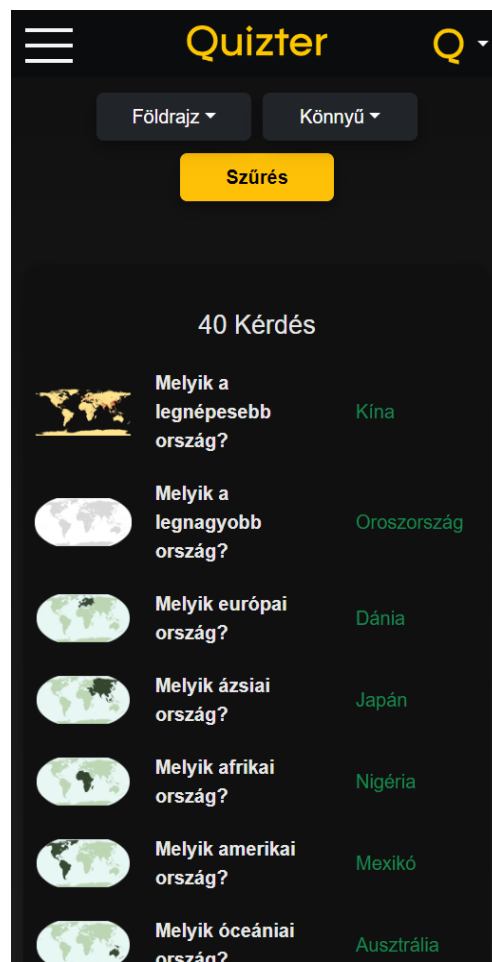 Quizter
Q
Földrajz
Könnyű
Szűrés
40 Kérdés
Melyik a
legnépesebb
ország?
Kína
Melyik a
legnagyobb
ország?
Oroszország
Melyik európai
ország?
Dánia
Melyik ázsiai
ország?
Japán
Melyik afrikai
ország?
Nigéria
Melyik amerikai
ország?
Mexikó
Melyik óceániai
ország?
Ausztrália